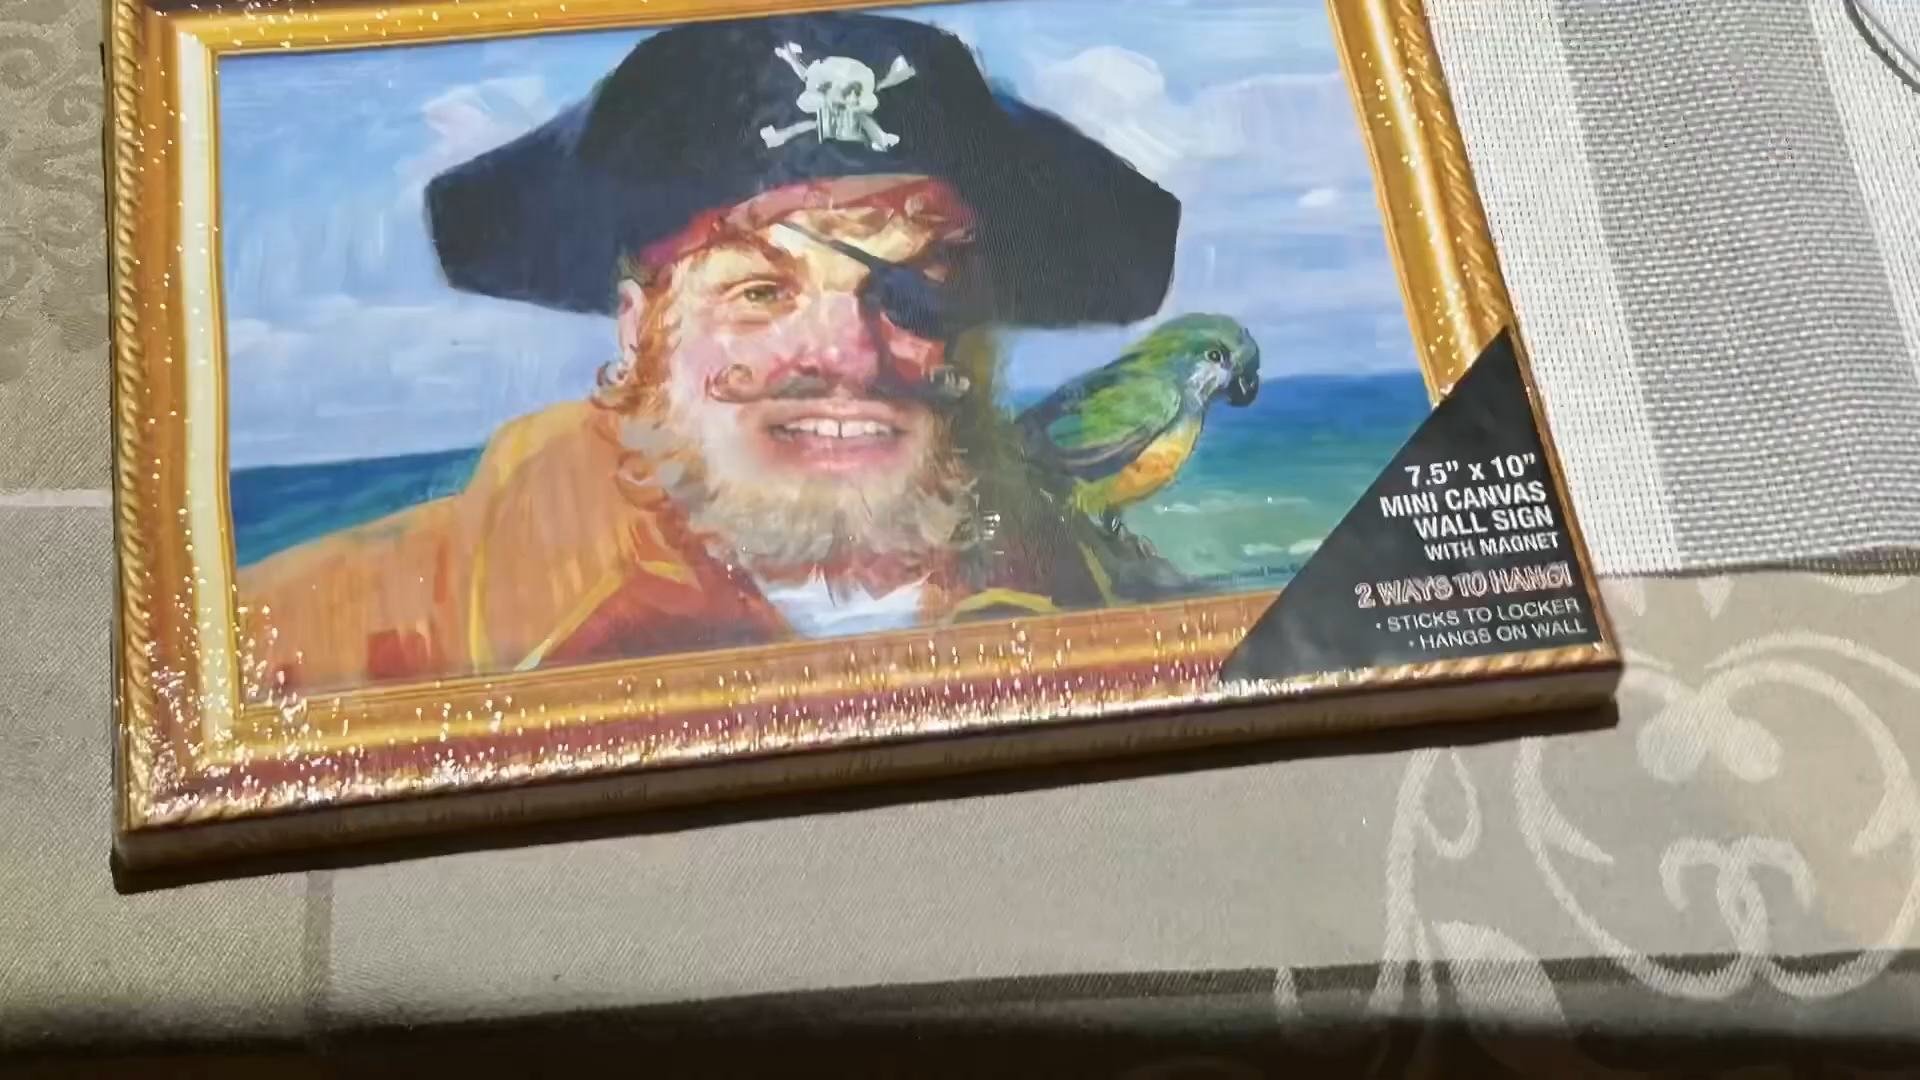 7.5” x 10”
MINI CANVAS
WALL SIGN
WITH MAGNET
2 WAYS TO HANG!
• STICKS TO LOCKER
• HANGS ON WALL